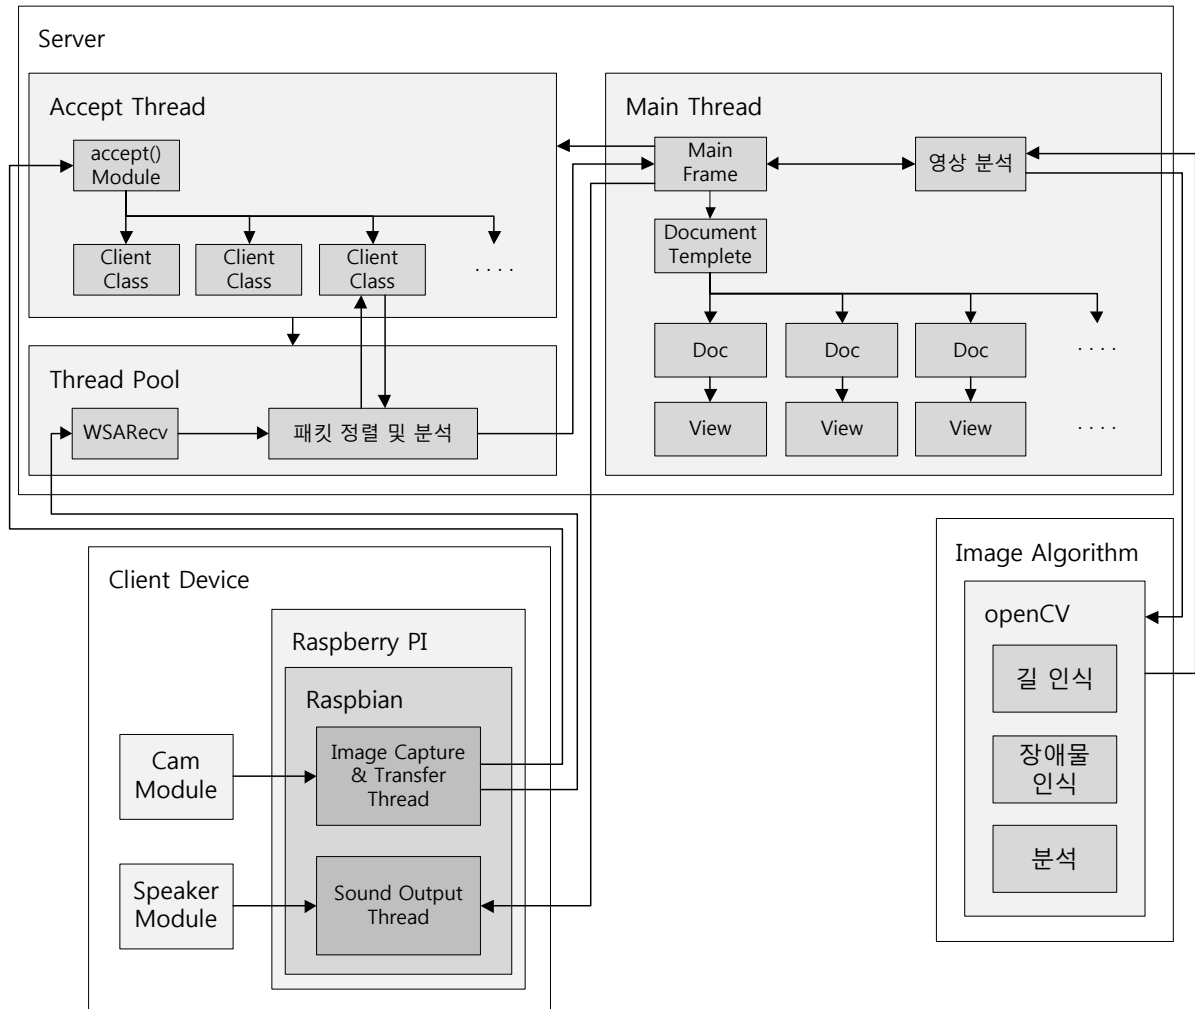 Server
Accept Thread
accept()
Module
Client
Class
Client
Class
Client
Class
. . . .
Thread Pool
WSARecv
패킷 정렬 및 분석
Main Thread
Main
Frame
영상 분석
Document
Templete
Doc
Doc
Doc
. . . .
View
View
View
. . . .
Client Device
Raspberry PI
Raspbian
Cam
Module
Image Capture
& Transfer
Thread
Speaker
Module
Sound Output
Thread
Image Algorithm
openCV
길 인식
장애물
인식
분석